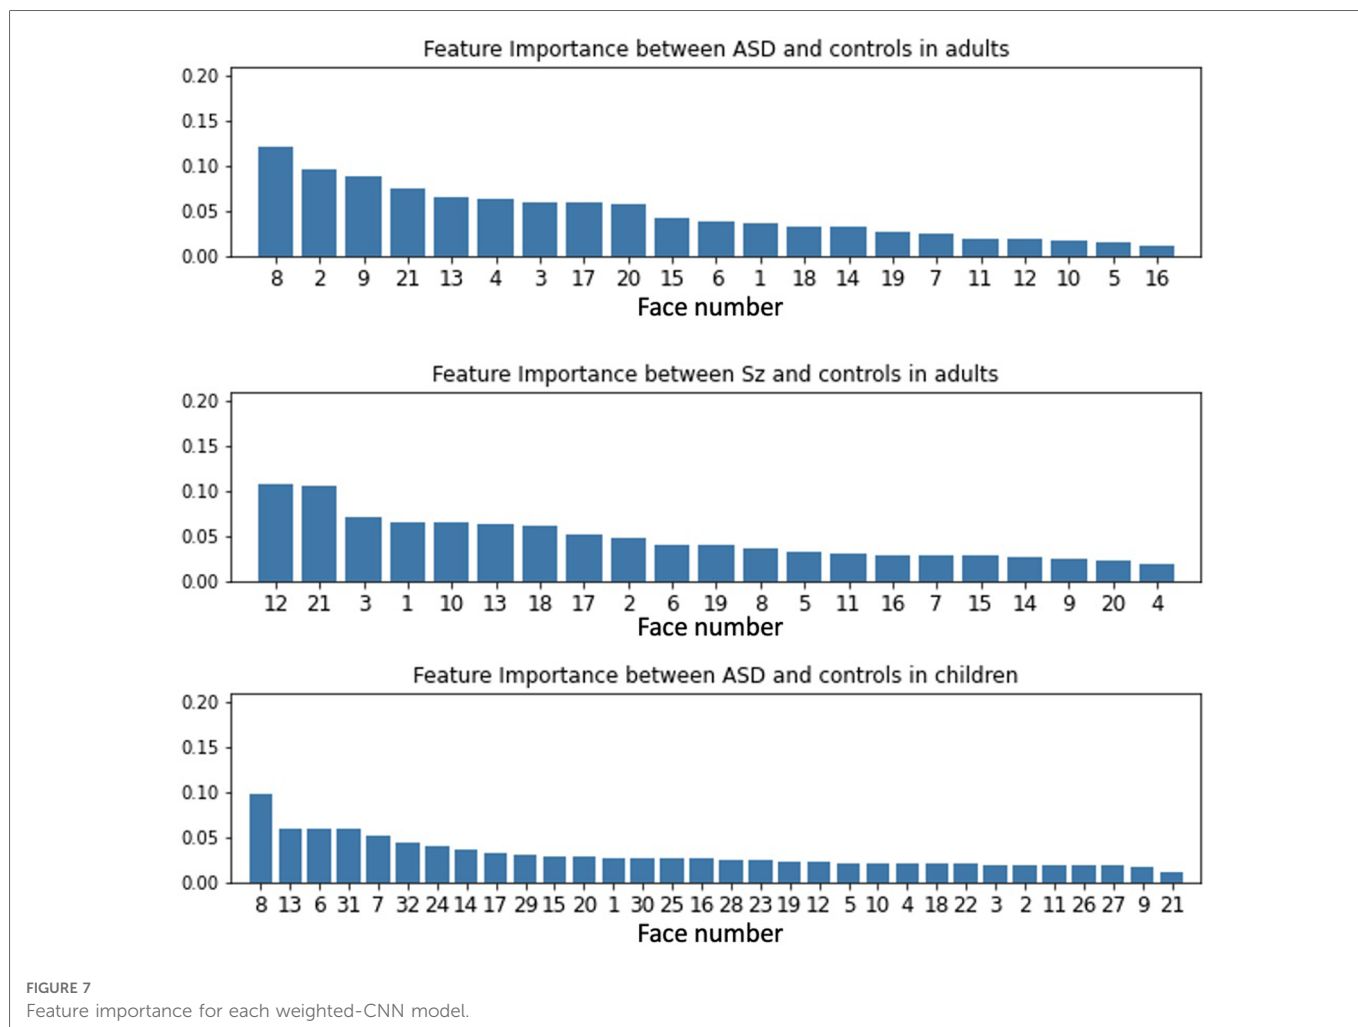 Feature Importance between ASD and controls in adults
0.20
0.15
0.10
0.05
0.00
8 2 9 21 13 4 3 17 20 15 6 1 18 14 19 7 11 12 10 5 16
Face number
Feature Importance between Sz and controls in adults
0.20
0.15
0.10
0.05
0.00
12 21 3 1 10 13 18 17 2 6 19 8 5 11 16 7 15 14 9 20 4
Face number
Feature Importance between ASD and controls in children
0.20
0.15
0.10
0.05
0.00
8 13 6 31 7 32 24 14 17 29 15 20 1 30 25 16 28 23 19 12 5 10 4 18 22 3 2 11 26 27 9 21
Face number
FIGURE 7
Feature importance for each weighted-CNN model.